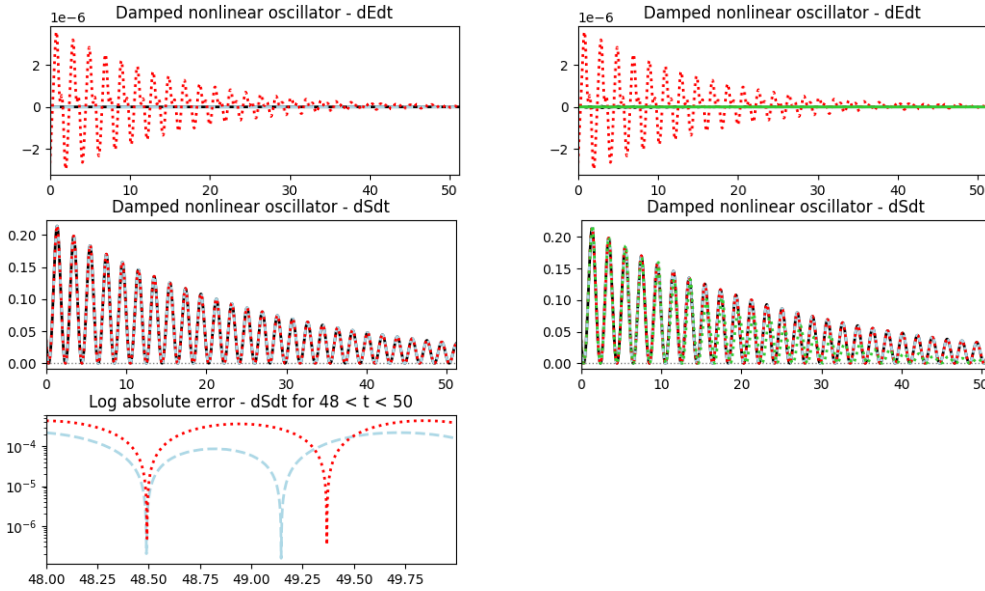 Damped nonlinear oscillator - dEdt
1e-6
2
0
−2
0 10 20 30 40 50
Damped nonlinear oscillator - dEdt
1e-6
2
0
−2
0 10 20 30 40 50
Damped nonlinear oscillator - dSdt
0.20
0.15
0.10
0.05
0.00
0 10 20 30 40 50
Damped nonlinear oscillator - dSdt
0.20
0.15
0.10
0.05
0.00
0 10 20 30 40 50
Log absolute error - dSdt for 48 < t < 50
10−4
10−5
10−6
48.00 48.25 48.50 48.75 49.00 49.25 49.50 49.75